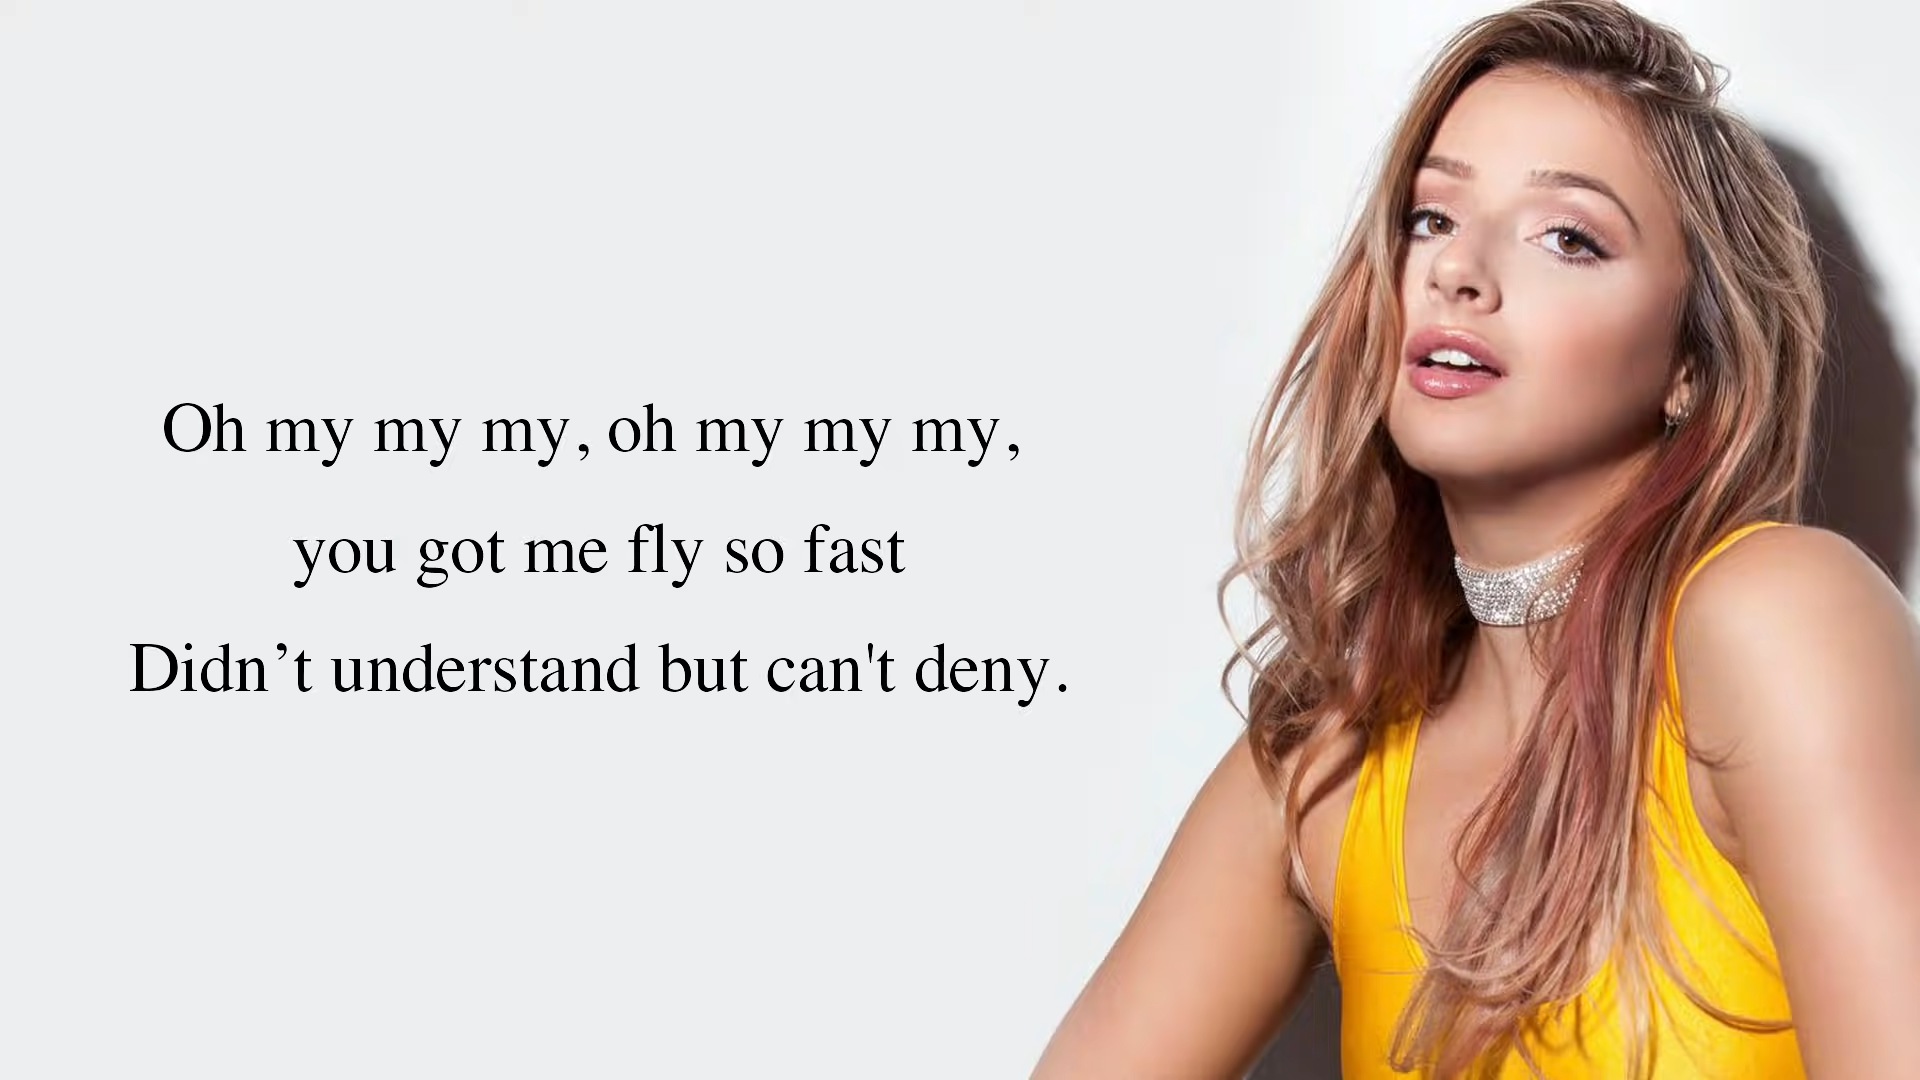 Oh my my my, oh my my my,
you got me fly so fast
Didn’t understand but can't deny.